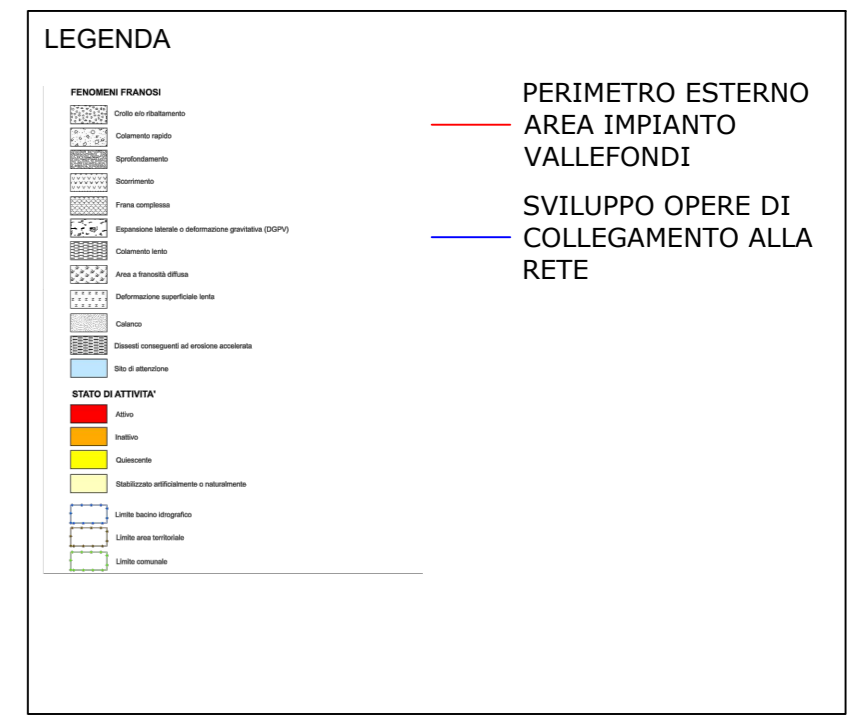 LEGENDA
FENOMENI FRANOSI
Crollo e/o ribaltamento
Colamento rapido
Sprofondamento
Scorrimento
Frana complessa
Espansione laterale o deformazione gravitativa (DGPV)
Colamento lento
Area a franosità diffusa
Deformazione superficiale lenta
Calanco
Dissesti conseguenti ad erosione accelerata
Sito di attenzione
STATO DI ATTIVITA'
Attivo
Inattivo
Quiescente
Stabilizzato artificialmente o naturalmente
Limite bacino idrografico
Limite area territoriale
Limite comunale
PERIMETRO ESTERNO
AREA IMPIANTO
VALLEFONDI
SVILUPPO OPERE DI
COLLEGAMENTO ALLA
RETE